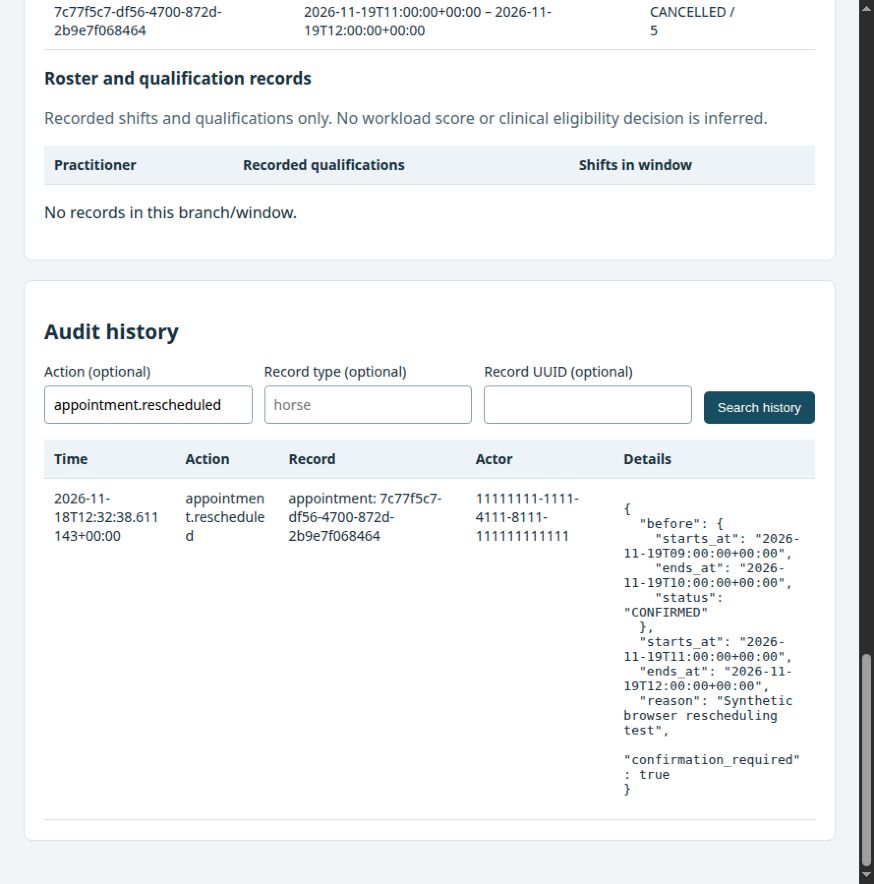 7c77f5c7-df56-4700-872d-
2b9e7f068464
2026-11-19T11:00:00+00:00 – 2026-11-
19T12:00:00+00:00
CANCELLED /
5
Roster and qualification records
Recorded shifts and qualifications only. No workload score or clinical eligibility decision is inferred.
Practitioner
Recorded qualifications
Shifts in window
No records in this branch/window.
Audit history
Action (optional)
Record type (optional)
Record UUID (optional)
appointment.rescheduled
horse
Search history
Time
Action
Record
Actor
Details
2026-11-
18T12:32:38.611
143+00:00
appointmen
t.reschedule
d
appointment: 7c77f5c7-
df56-4700-872d-
2b9e7f068464
11111111-1111-
4111-8111-
111111111111
{
"before": {
"starts_at": "2026-
11-19T09:00:00+00:00",
"ends_at": "2026-
11-19T10:00:00+00:00",
"status":
"CONFIRMED"
},
"starts_at": "2026-
11-19T11:00:00+00:00",
"ends_at": "2026-11-
19T12:00:00+00:00",
"reason": "Synthetic
browser rescheduling
test",
"confirmation_required"
: true
}